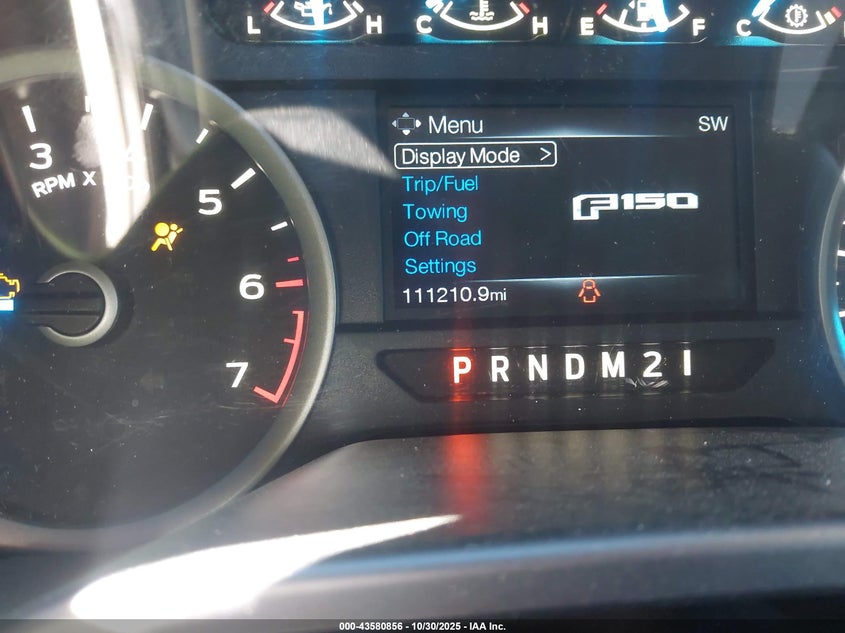 L H C H E F C
Menu SW
Display Mode >
Trip/Fuel
Towing
Off Road
Settings
F150
111210.9mi
3
RPM X
5
6
7
P R N D M 2 1
000-43580856 - 10/30/2025 - IAA Inc.